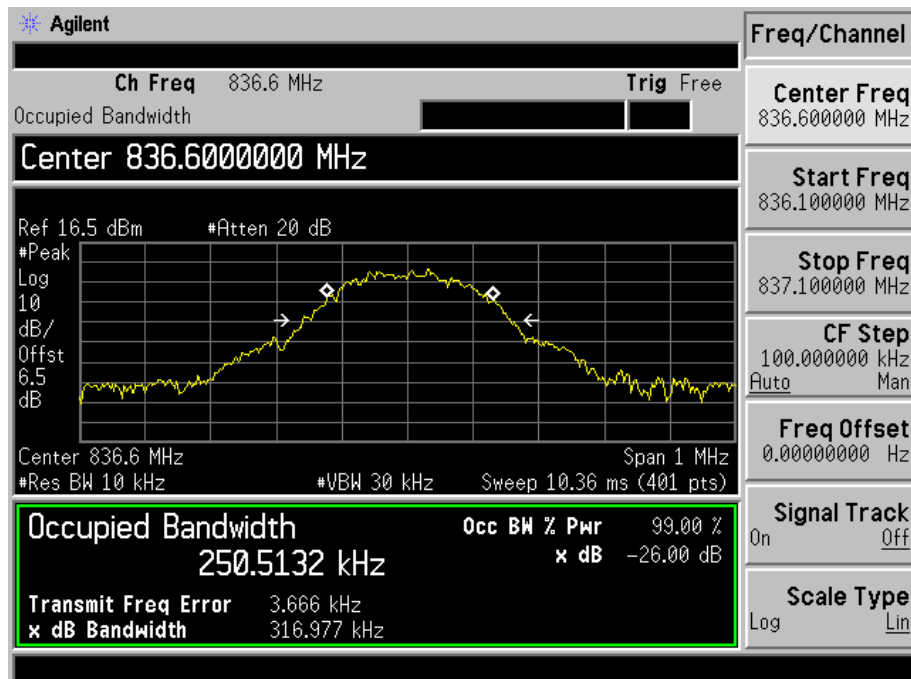 Agilent
Freq/Channel
Ch Freq 836.6 MHz Trig Free
Occupied Bandwidth
Center 836.6000000 MHz
Ref 16.5 dBm #Atten 20 dB
#Peak
Log
10
dB/
Offst
6.5
dB
Center 836.6 MHz Span 1 MHz
#Res BW 10 kHz #VBW 30 kHz Sweep 10.36 ms (401 pts)
Occupied Bandwidth Occ BW % Pwr 99.00 %
250.5132 kHz x dB -26.00 dB
Transmit Freq Error 3.666 kHz
x dB Bandwidth 316.977 kHz
Center Freq
836.600000 MHz
Start Freq
836.100000 MHz
Stop Freq
837.100000 MHz
CF Step
100.000000 kHz
Auto Man
Freq Offset
0.00000000 Hz
Signal Track
On Off
Scale Type
Log Lin